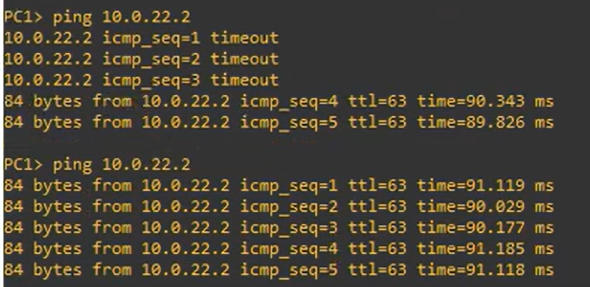 PC1> ping 10.0.22.2
10.0.22.2 icmp_seq=1 timeout
10.0.22.2 icmp_seq=2 timeout
10.0.22.2 icmp_seq=3 timeout
84 bytes from 10.0.22.2 icmp_seq=4 ttl=63 time=90.343 ms
84 bytes from 10.0.22.2 icmp_seq=5 ttl=63 time=89.826 ms
PC1> ping 10.0.22.2
84 bytes from 10.0.22.2 icmp_seq=1 ttl=63 time=91.119 ms
84 bytes from 10.0.22.2 icmp_seq=2 ttl=63 time=90.029 ms
84 bytes from 10.0.22.2 icmp_seq=3 ttl=63 time=90.177 ms
84 bytes from 10.0.22.2 icmp_seq=4 ttl=63 time=91.185 ms
84 bytes from 10.0.22.2 icmp_seq=5 ttl=63 time=91.118 ms